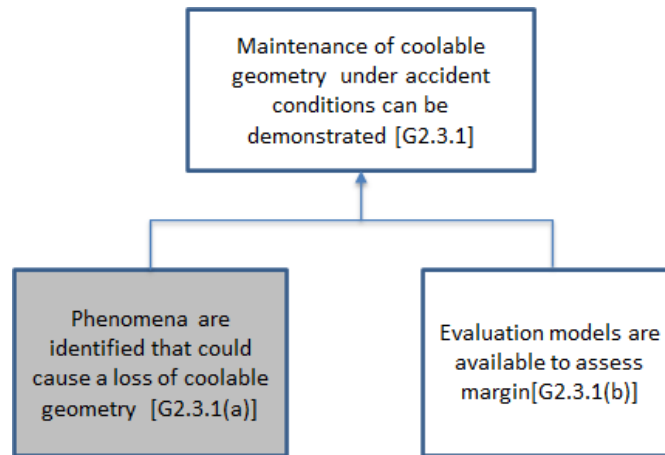 Maintenance of coolable
geometry under accident
conditions can be
demonstrated [G2.3.1]
Phenomena are
identified that could
cause a loss of coolable
geometry [G2.3.1(a)]
Evaluation models are
available to assess
margin[G2.3.1(b)]